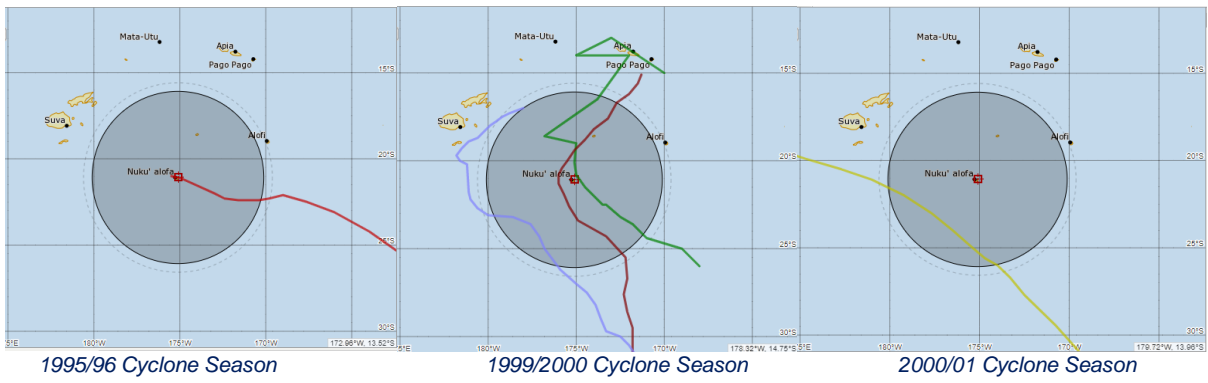 Mata-Utu
Apia
Pago Pago
15°S
Suva
Alofi
20°S
Nuku' alofa
25°S
30°S
5°E
180°W
175°W
170°W
172.96°W, 13.52°S
1995/96 Cyclone Season
Mata-Utu
Apia
Pago Pago
15°S
Suva
Alofi
20°S
Nuku' alofa
25°S
30°S
5°E
180°W
175°W
170°W
178.32°W, 14.75°S
1999/2000 Cyclone Season
Mata-Utu
Apia
Pago Pago
15°S
Suva
Alofi
20°S
Nuku' alofa
25°S
30°S
5°E
180°W
175°W
170°W
179.72°W, 13.96°S
2000/01 Cyclone Season